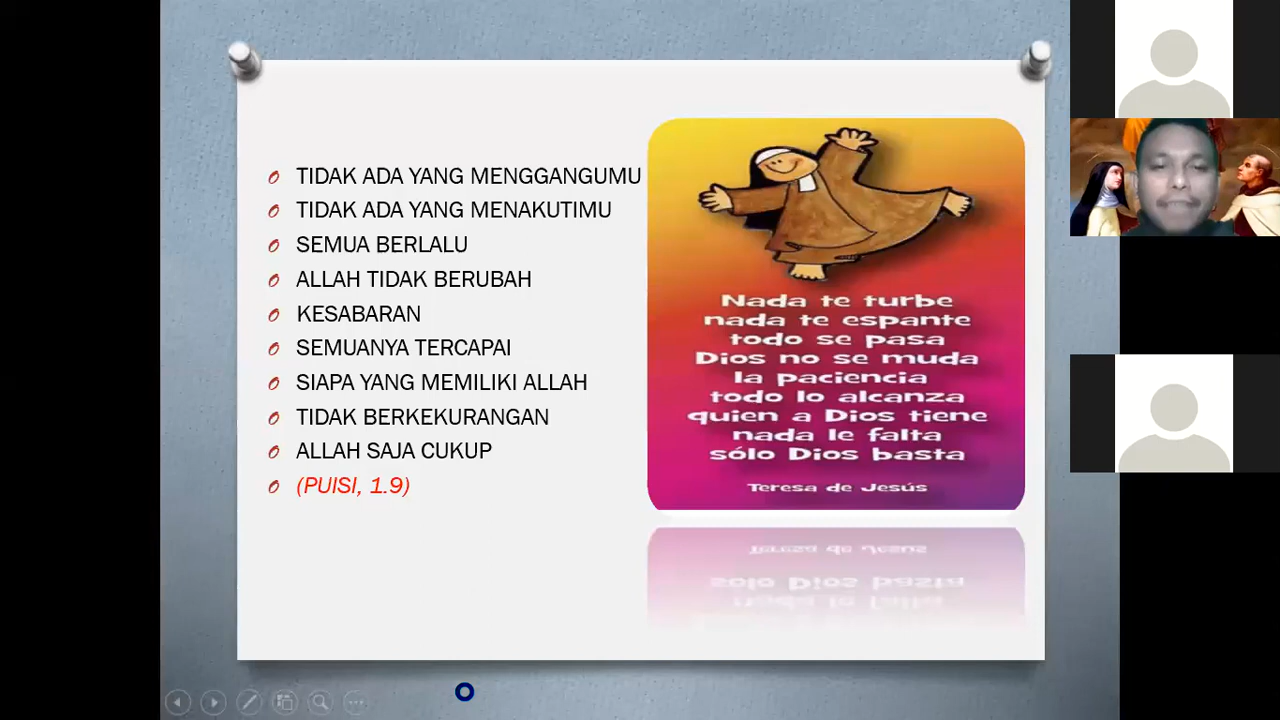 TIDAK ADA YANG MENGGANGUMU
TIDAK ADA YANG MENAKUTIMU
SEMUA BERLALU
ALLAH TIDAK BERUBAH
KESABARAN
SEMUANYA TERCAPAI
SIAPA YANG MEMILIKI ALLAH
TIDAK BERKEKURANGAN
ALLAH SAJA CUKUP
(PUISI, 1.9)
Nada te turbe
nada te espante
todo se pasa
Dios no se muda
la paciencia
todo lo alcanza
quien a Dios tiene
nada le falta
sólo Dios basta
Teresa de Jesús